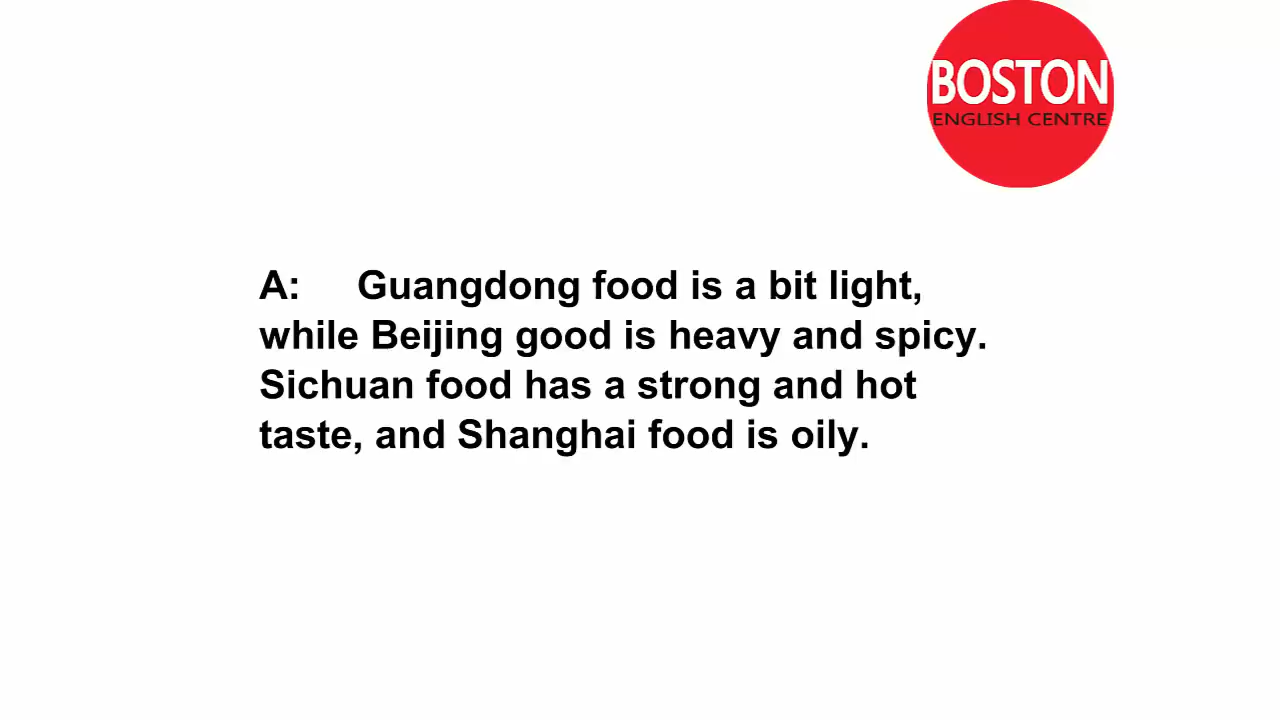 BOSTON
ENGLISH CENTRE
A: Guangdong food is a bit light,
while Beijing good is heavy and spicy.
Sichuan food has a strong and hot
taste, and Shanghai food is oily.